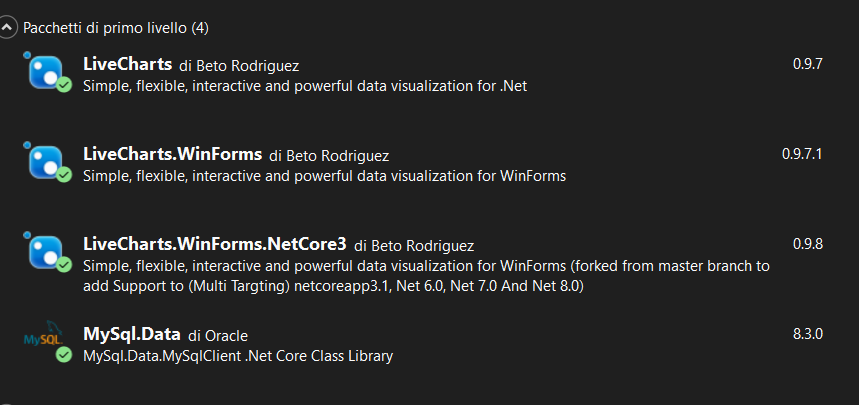 Pacchetti di primo livello (4)
LiveCharts di Beto Rodriguez 0.9.7
Simple, flexible, interactive and powerful data visualization for .Net
LiveCharts.WinForms di Beto Rodriguez 0.9.7.1
Simple, flexible, interactive and powerful data visualization for WinForms
LiveCharts.WinForms.NetCore3 di Beto Rodriguez 0.9.8
Simple, flexible, interactive and powerful data visualization for WinForms (forked from master branch to
add Support to (Multi Targting) netcoreapp3.1, Net 6.0, Net 7.0 And Net 8.0)
MySQL MySql.Data di Oracle 8.3.0
MySql.Data.MySqlClient .Net Core Class Library